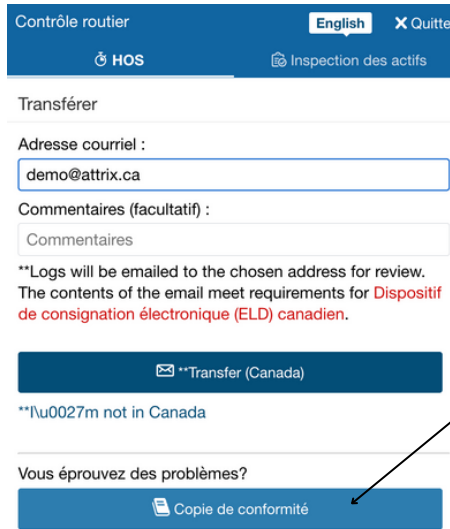 Contrôle routier English X Quitte
HOS Inspection des actifs
Transférer
Adresse courriel :
demo@attrix.ca
Commentaires (facultatif) :
Commentaires
**Logs will be emailed to the chosen address for review.
The contents of the email meet requirements for Dispositif
de consignation électronique (ELD) canadien.
**Transfer (Canada)
**I\u0027m not in Canada
Vous éprouvez des problèmes?
Copie de conformité